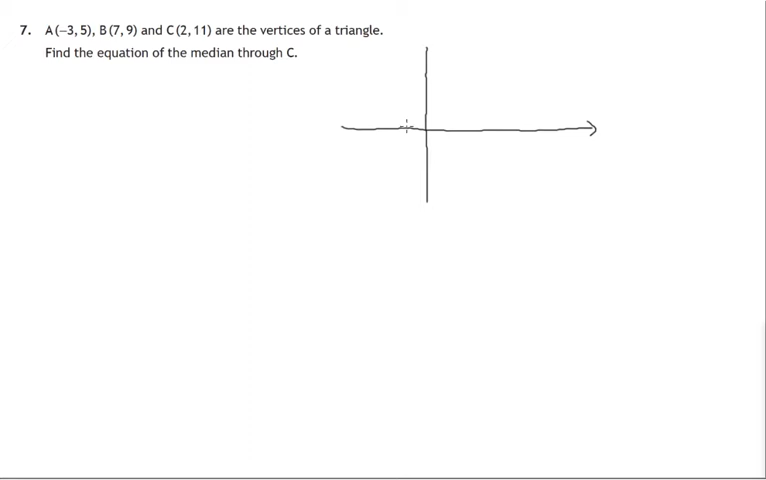 7. A(−3, 5), B(7, 9) and C(2, 11) are the vertices of a triangle.
Find the equation of the median through C.